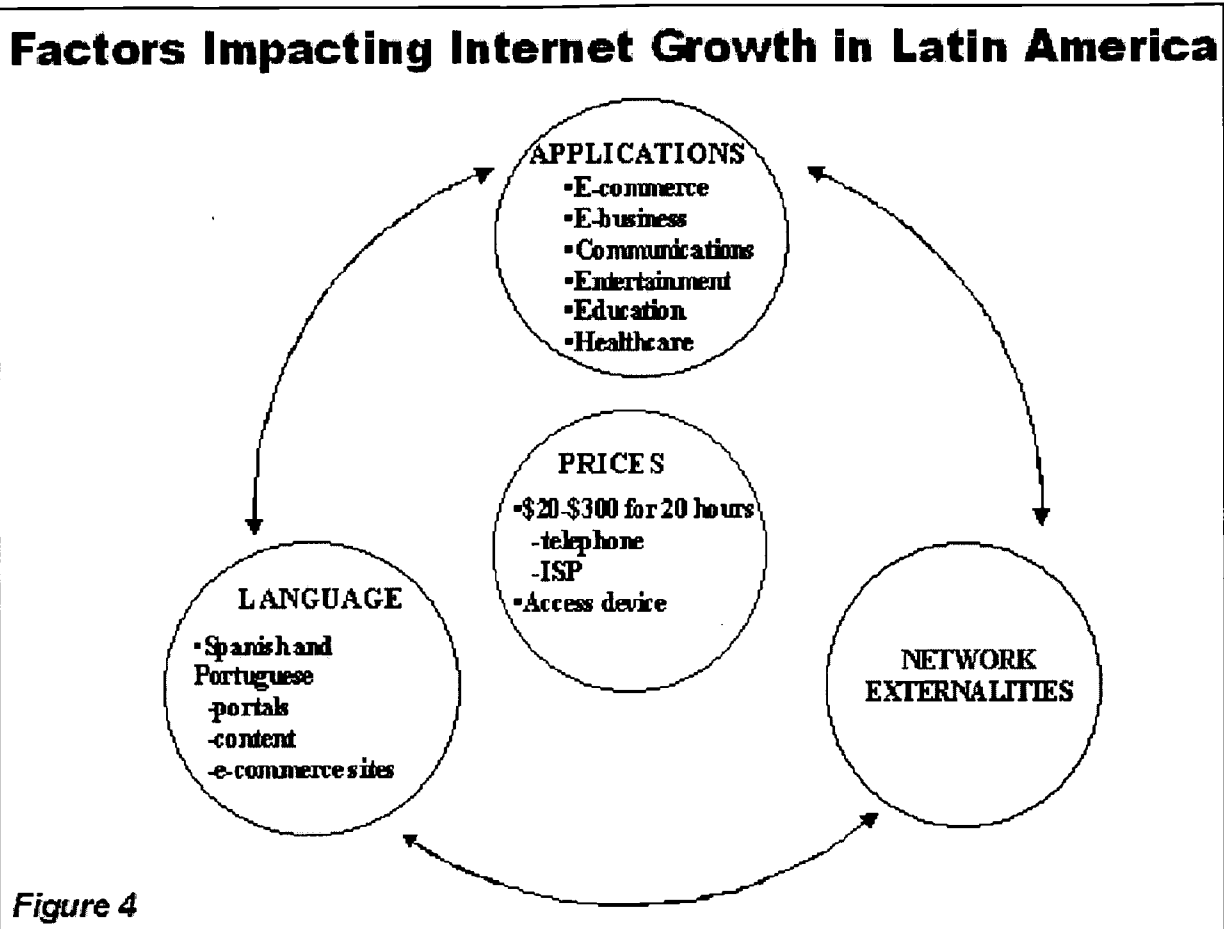 Factors Impacting Internet Growth in Latin America
APPLICATIONS
▪E-commerce
▪E-business
▪Communications
▪Entertainment
▪Education
▪Healthcare
PRICES
▪$20-$300 for 20 hours
-telephone
-ISP
▪Access device
LANGUAGE
▪Spanish and
Portuguese
-portals
-content
-e-commerce sites
NETWORK
EXTERNALITIES
Figure 4